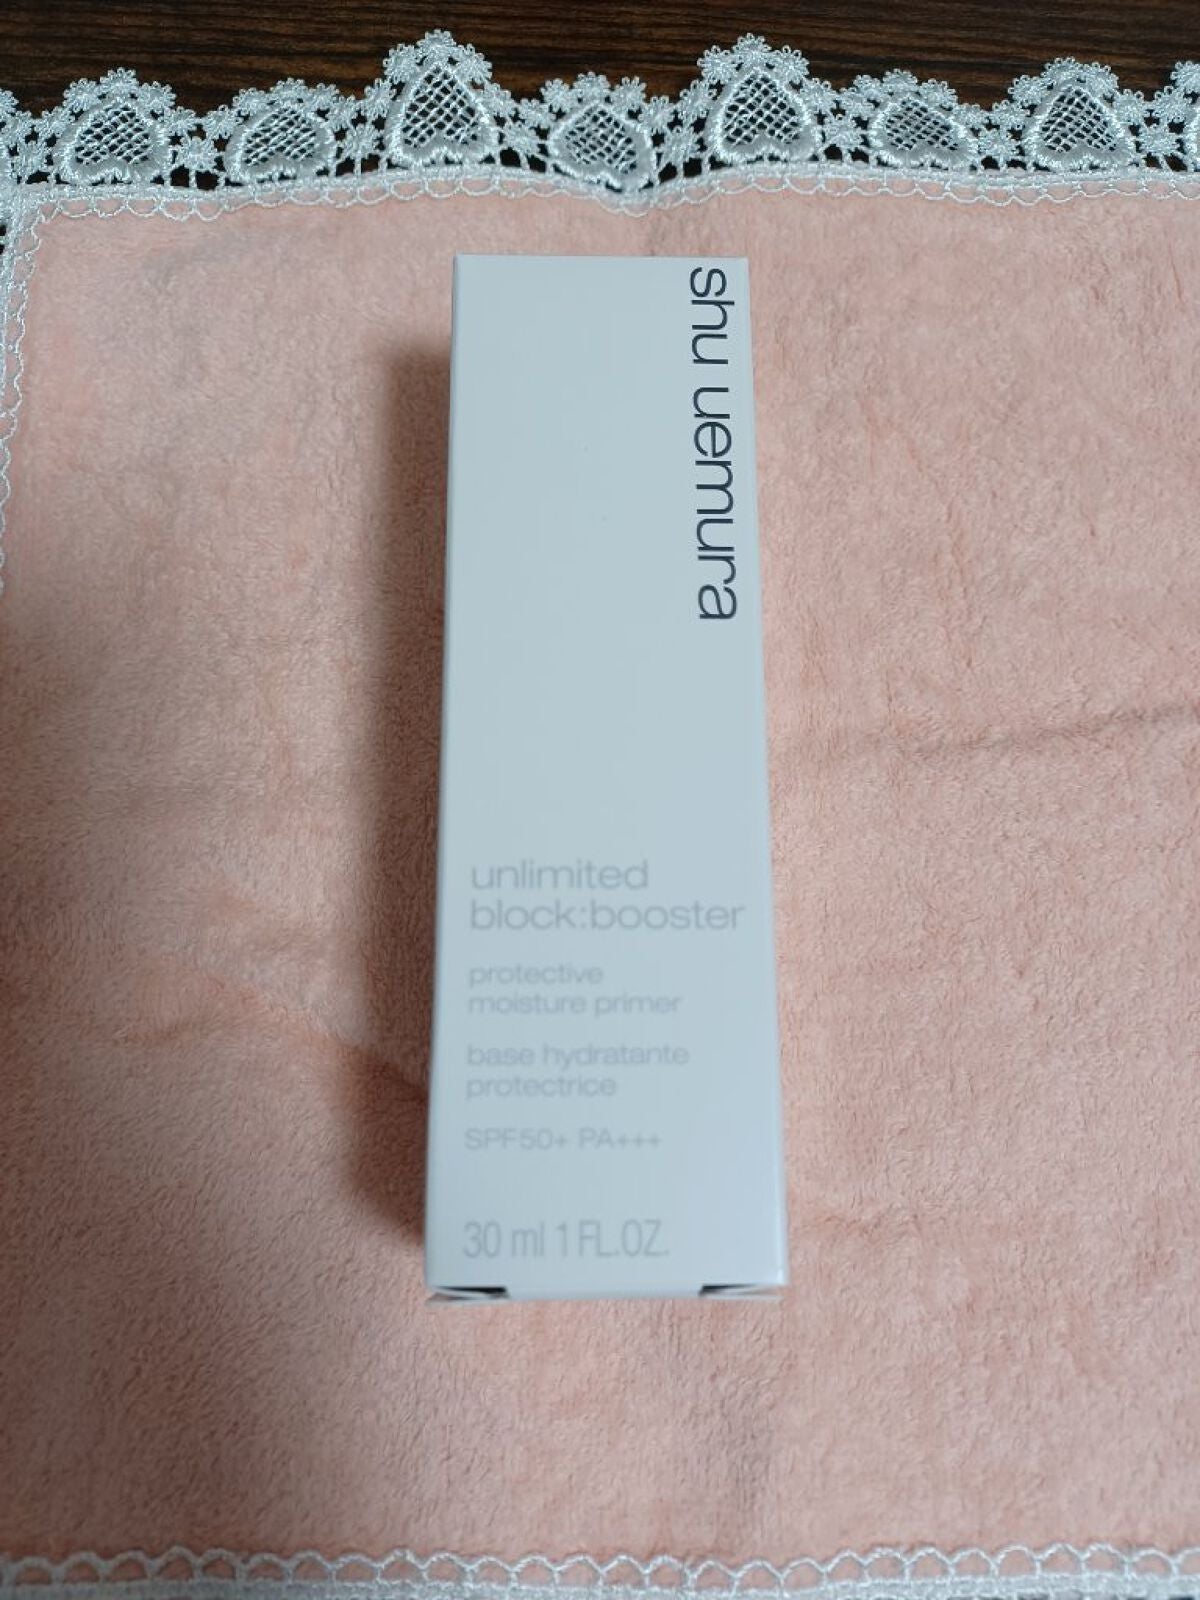 shu uemura
unlimited
block:booster
protective
moisture primer
base hydratante
protectrice
SPF50+ PA+++
30 ml 1 FL.OZ.